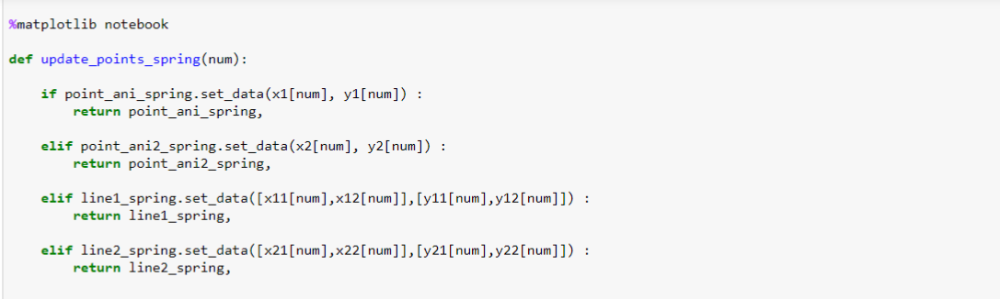 %matplotlib notebook
def update_points_spring(num):
if point_ani_spring.set_data(x1[num], y1[num]) :
return point_ani_spring,
elif point_ani2_spring.set_data(x2[num], y2[num]) :
return point_ani2_spring,
elif line1_spring.set_data([x11[num],x12[num]],[y11[num],y12[num]]) :
return line1_spring,
elif line2_spring.set_data([x21[num],x22[num]],[y21[num],y22[num]]) :
return line2_spring,